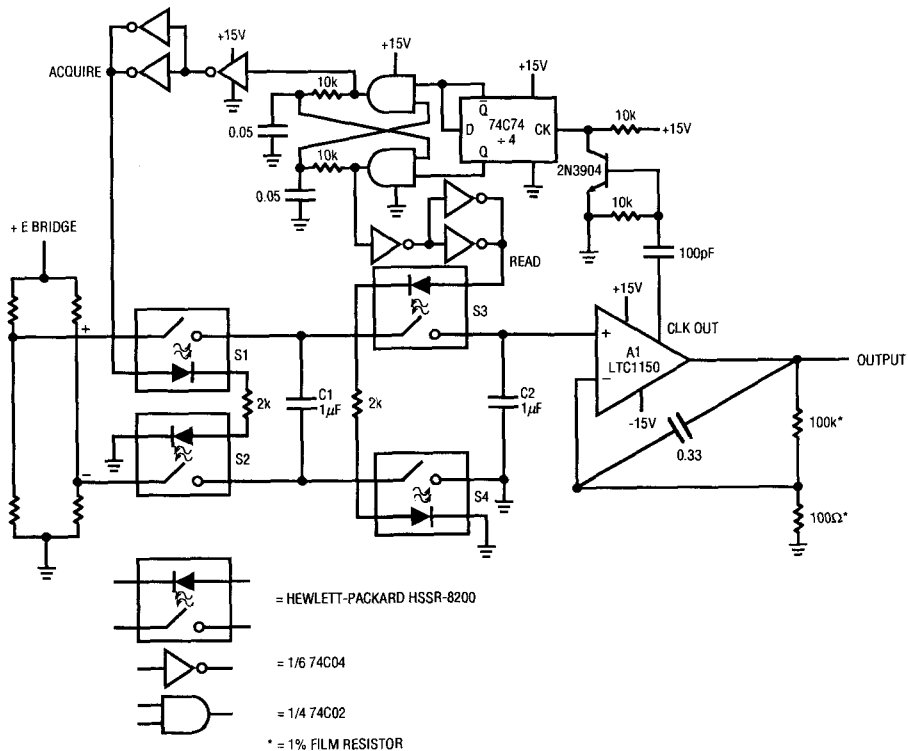 +15V
ACQUIRE
10k
0.05
+15V
10k
0.05
Q̄
D
74C74
÷ 4
CK
Q
+15V
10k
+15V
2N3904
10k
100pF
READ
+ E BRIDGE
+
−
S1
S2
2k
C1
1µF
S3
2k
S4
C2
1µF
+15V
CLK OUT
+
−
A1
LTC1150
-15V
OUTPUT
0.33
100k*
100Ω*
= HEWLETT-PACKARD HSSR-8200
= 1/6 74C04
= 1/4 74C02
* = 1% FILM RESISTOR